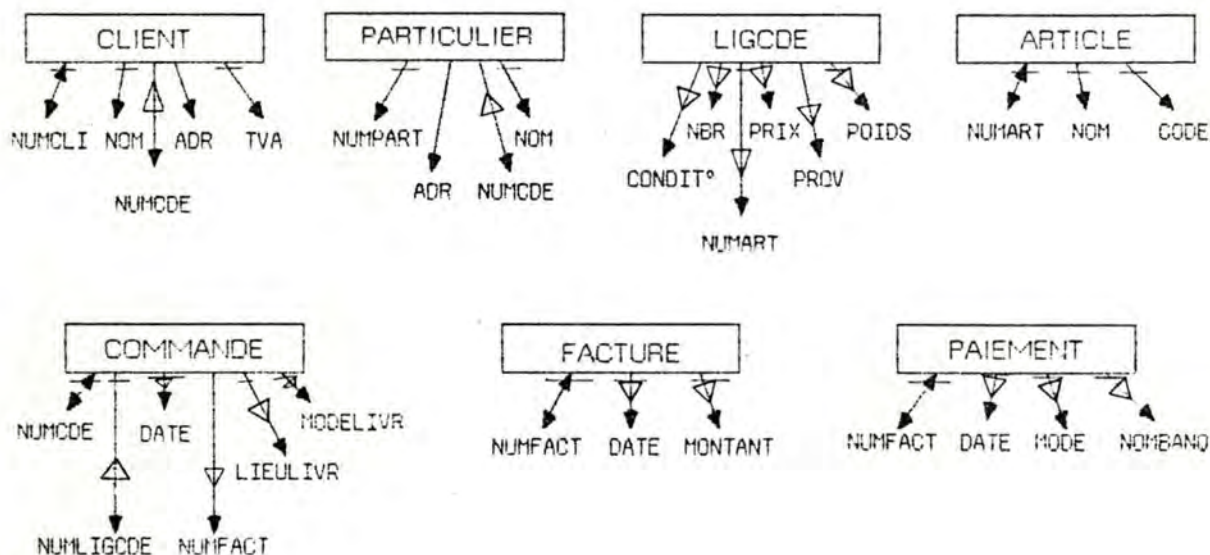 CLIENT PARTICULIER LIGCDE ARTICLE
NUMCLI NOM ADR TVA NUMPART NOM NBR PRIX POIDS NUMART NOM CODE
ADR NUMCDE CONDIT° PROV
NUMCDE
NUMART
COMMANDE FACTURE PAIEMENT
NUMCDE DATE MODELIVR NUMFACT DATE MONTANT NUMFACT DATE MODE NOMBANQ
LIEULIVR
NUMLIGCDE NUMFACT